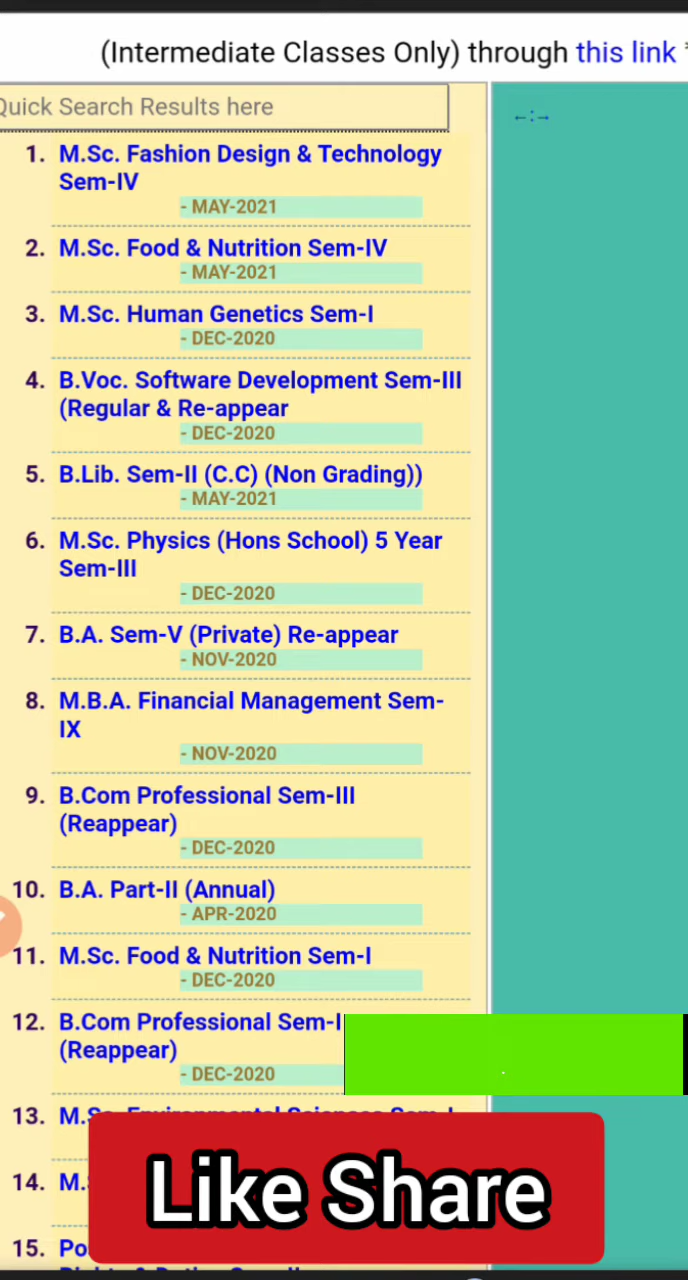 (Intermediate Classes Only) through this link
Quick Search Results here
←:→
1. M.Sc. Fashion Design & Technology
Sem-IV
- MAY-2021
2. M.Sc. Food & Nutrition Sem-IV
- MAY-2021
3. M.Sc. Human Genetics Sem-I
- DEC-2020
4. B.Voc. Software Development Sem-III
(Regular & Re-appear
- DEC-2020
5. B.Lib. Sem-II (C.C) (Non Grading))
- MAY-2021
6. M.Sc. Physics (Hons School) 5 Year
Sem-III
- DEC-2020
7. B.A. Sem-V (Private) Re-appear
- NOV-2020
8. M.B.A. Financial Management Sem-
IX
- NOV-2020
9. B.Com Professional Sem-III
(Reappear)
- DEC-2020
10. B.A. Part-II (Annual)
- APR-2020
11. M.Sc. Food & Nutrition Sem-I
- DEC-2020
12. B.Com Professional Sem-I
(Reappear)
- DEC-2020
13. M.Sc. Environmental Sciences Sem-I
14. M.
15. Po
Like Share